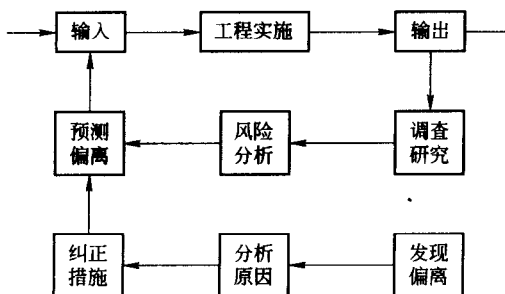 输入
工程实施
输出
预测
偏离
风险
分析
调查
研究
纠正
措施
分析
原因
发现
偏离